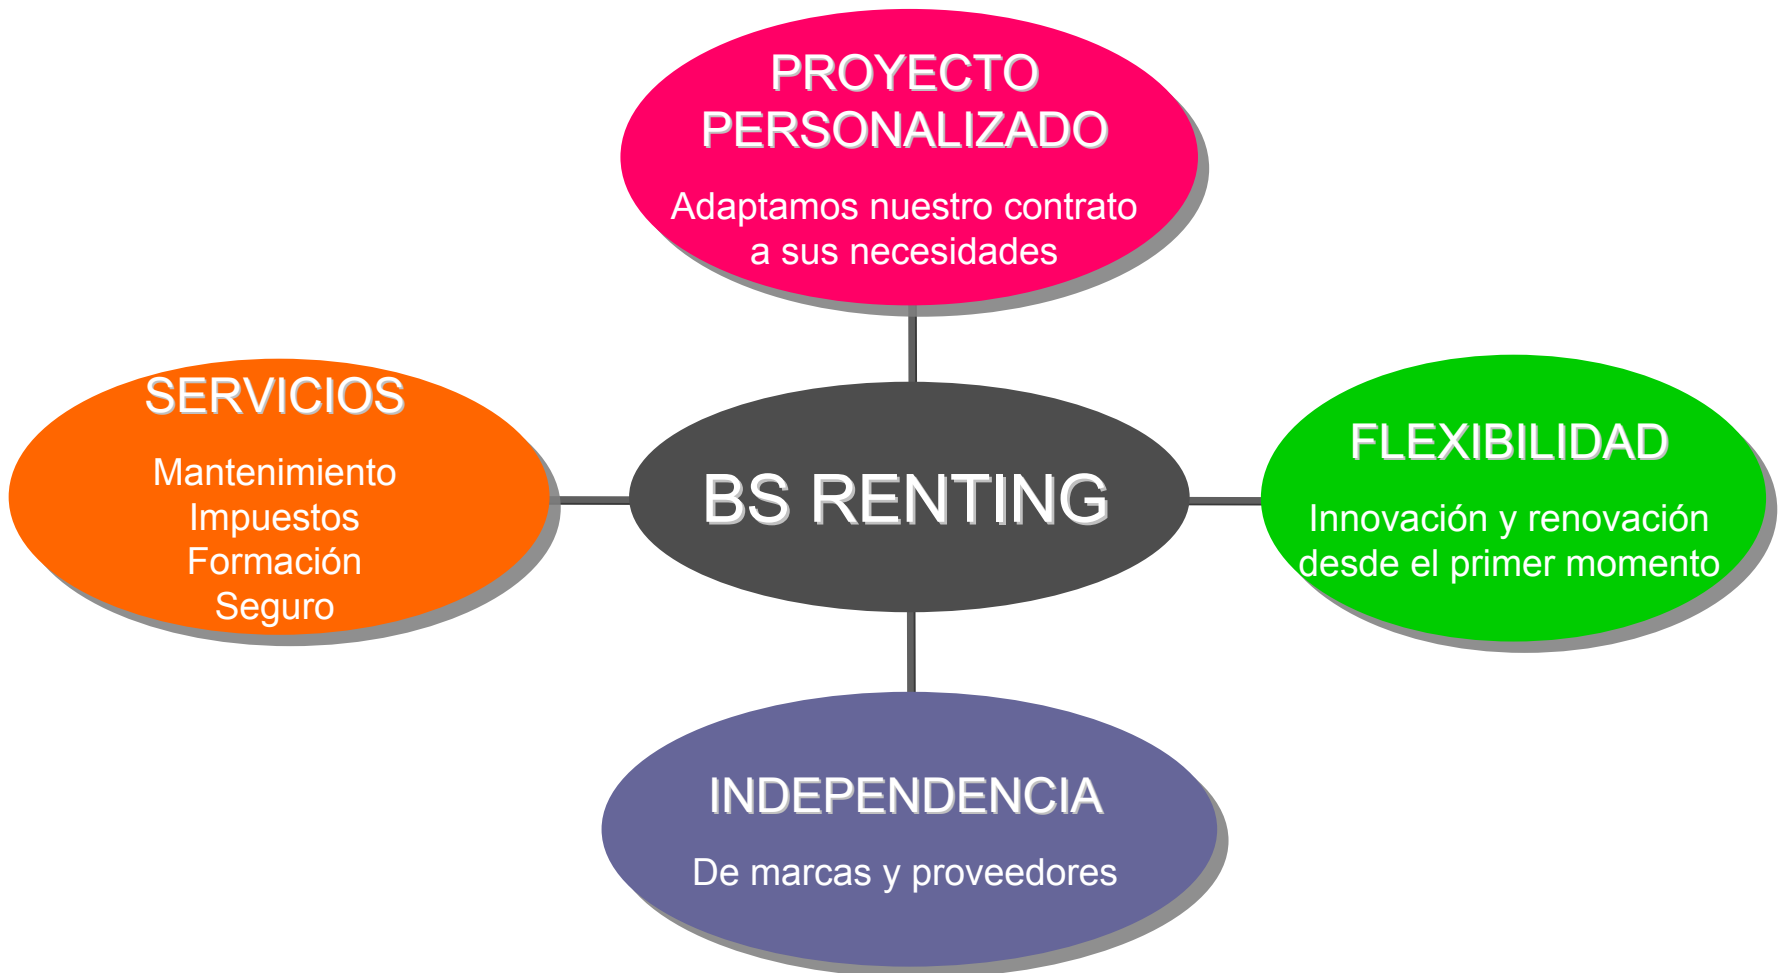 PROYECTO
PERSONALIZADO
Adaptamos nuestro contrato
a sus necesidades
SERVICIOS
Mantenimiento
Impuestos
Formación
Seguro
BS RENTING
FLEXIBILIDAD
Innovación y renovación
desde el primer momento
INDEPENDENCIA
De marcas y proveedores